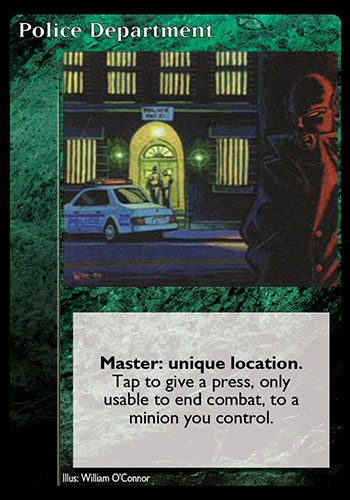 Police Department
POLICE
POLICE
Master: unique location.
Tap to give a press, only
usable to end combat, to a
minion you control.
Illus: William O'Connor